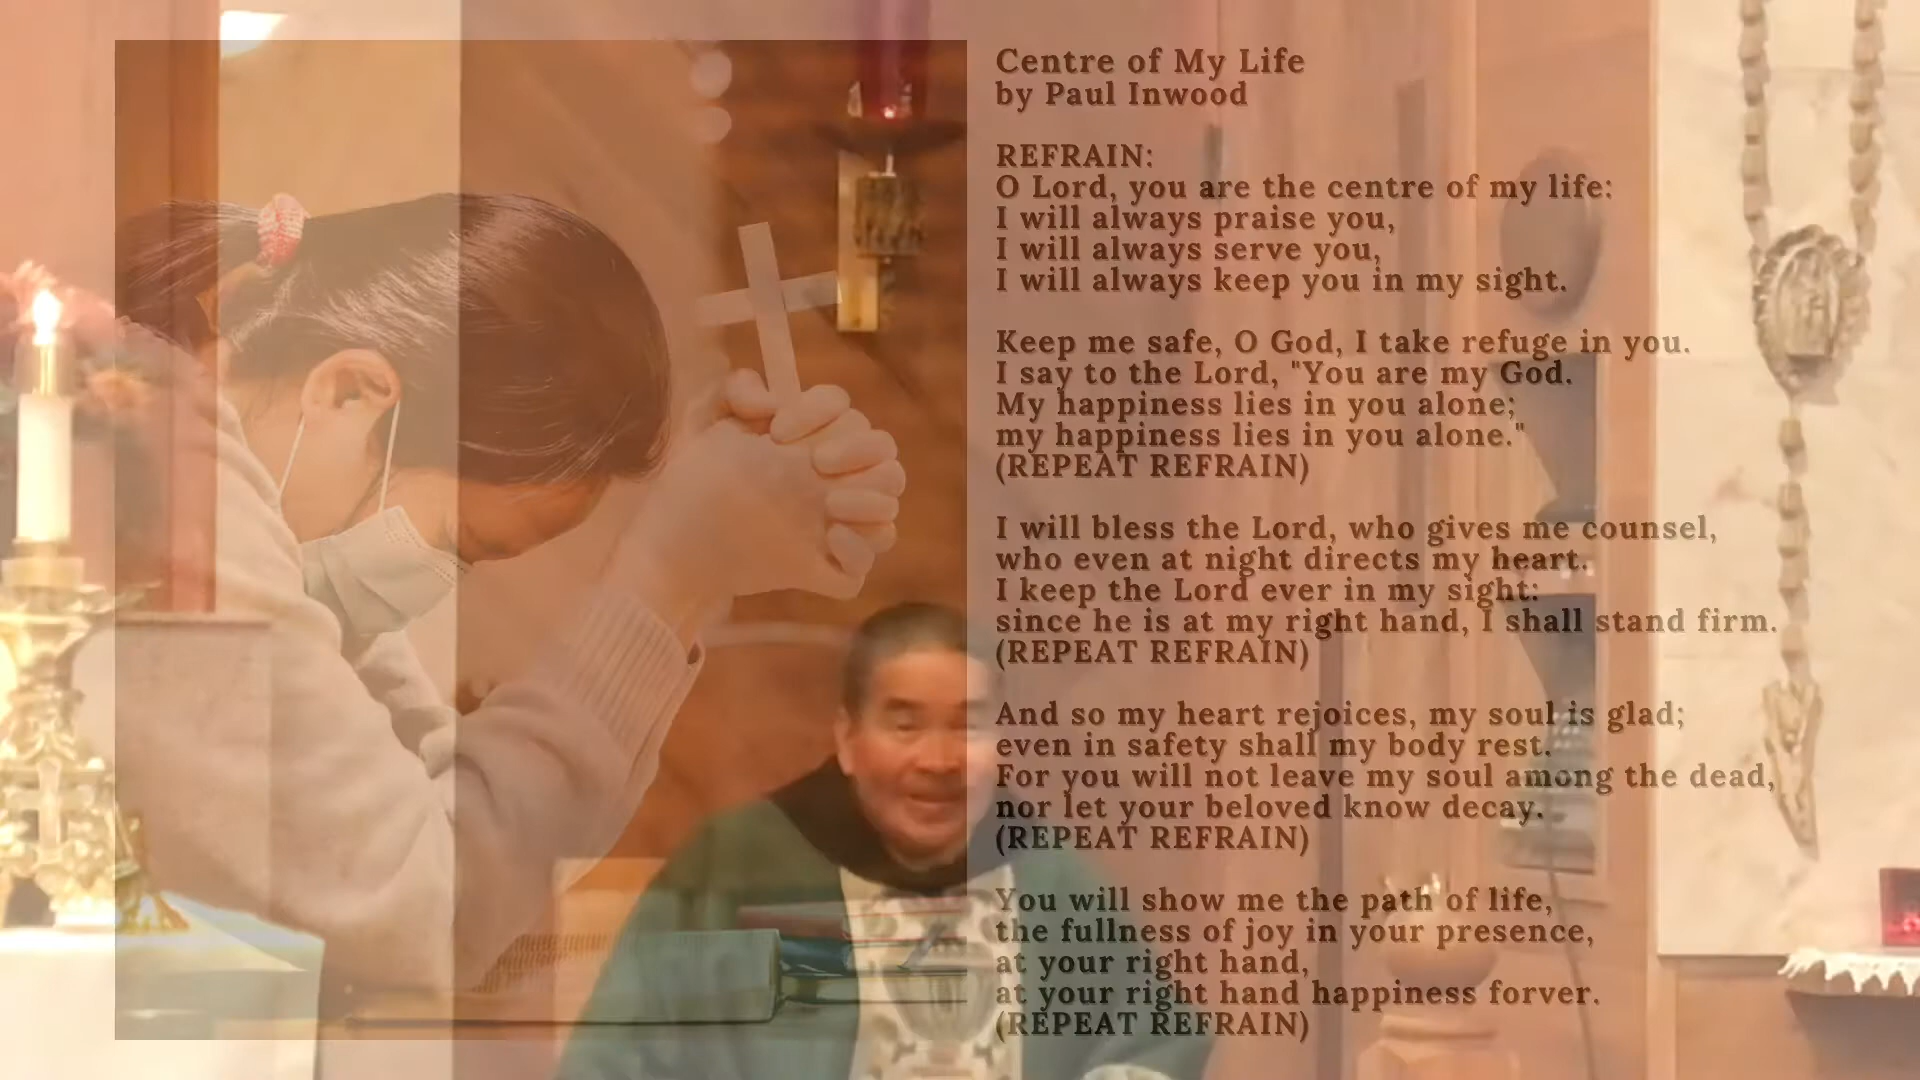 Centre of My Life
by Paul Inwood
REFRAIN:
O Lord, you are the centre of my life:
I will always praise you,
I will always serve you,
I will always keep you in my sight.
Keep me safe, O God, I take refuge in you.
I say to the Lord, "You are my God.
My happiness lies in you alone;
my happiness lies in you alone."
(REPEAT REFRAIN)
I will bless the Lord, who gives me counsel,
who even at night directs my heart.
I keep the Lord ever in my sight:
since he is at my right hand, I shall stand firm.
(REPEAT REFRAIN)
And so my heart rejoices, my soul is glad;
even in safety shall my body rest.
For you will not leave my soul among the dead,
nor let your beloved know decay.
(REPEAT REFRAIN)
You will show me the path of life,
the fullness of joy in your presence,
at your right hand,
at your right hand happiness forver.
(REPEAT REFRAIN)